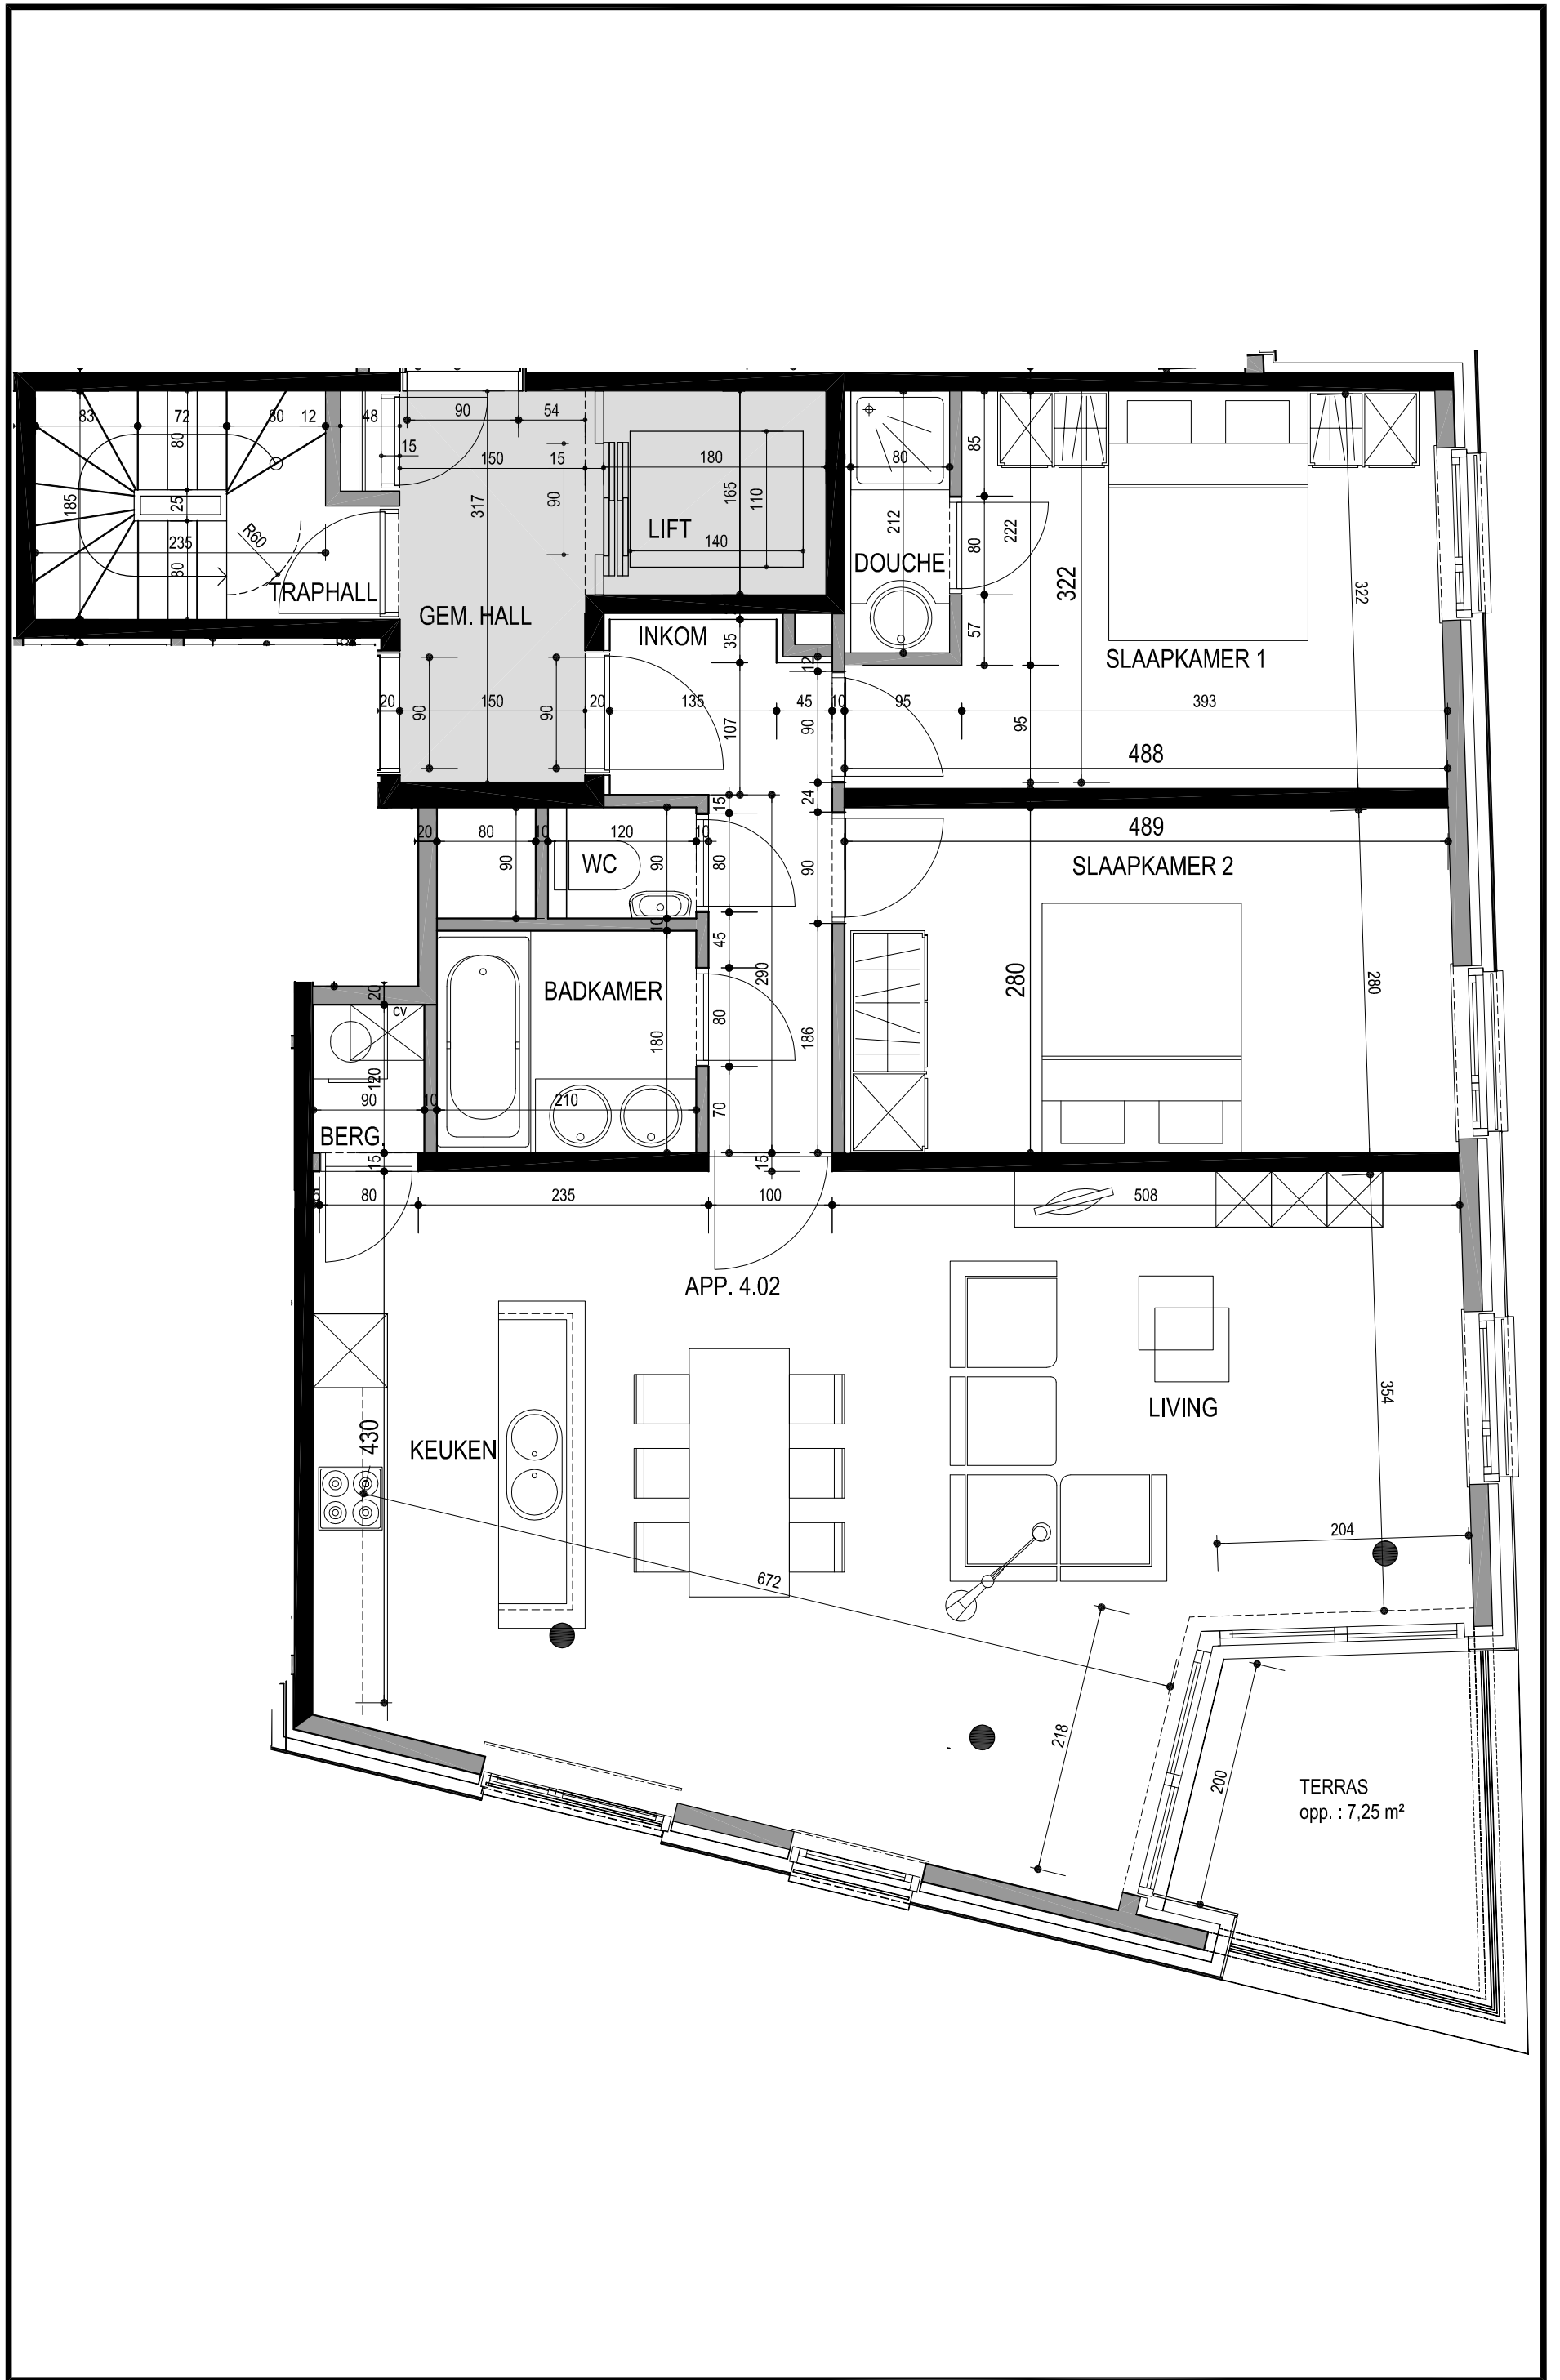 83 72 80 12 48 90 54
80 15
150 15 180 80 85
185 25 317 90 165 110 212 80 222
R60 LIFT
235 140
80 DOUCHE 322 322
TRAPHALL
GEM. HALL
INKOM 35 57
12 SLAAPKAMER 1
20 150 20 135 45 10 95 393
90 90 107 90 95
488
15 24
20 80 10 120 10 489
90 WC 90 80 90 SLAAPKAMER 2
10 45
290 280 280
20 BADKAMER
CV 80 186
180
120
90 10 210 70
BERG.
15 15
5 80 235 100 508
APP. 4.02
354
LIVING
430
KEUKEN
204
672
218
200
TERRAS
opp. : 7,25 m²